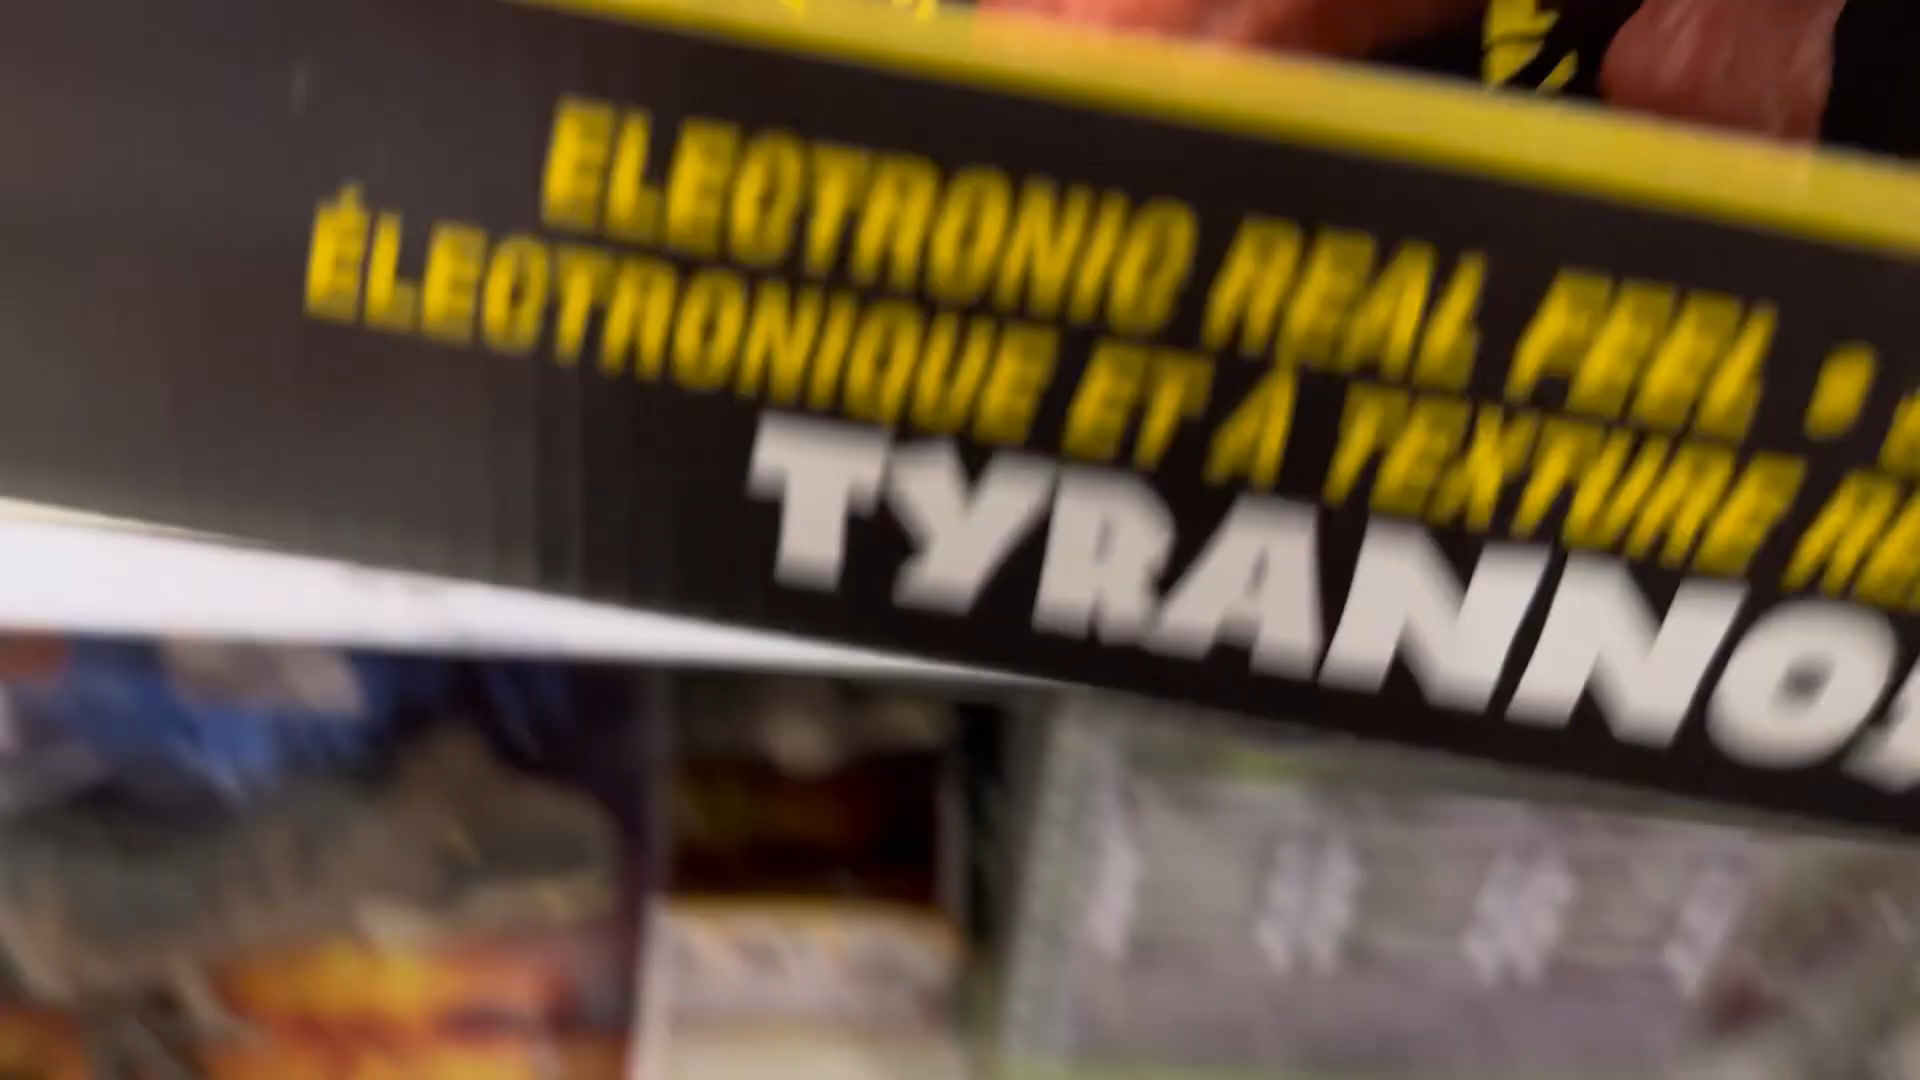 ELECTRONIC REAL FEEL •
ÉLECTRONIQUE ET À TEXTURE
TYRANNO